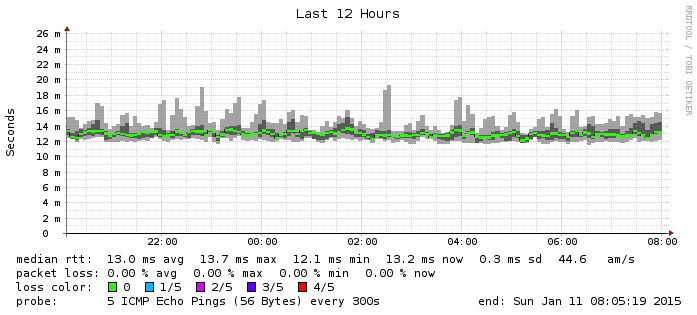 Last 12 Hours
RRDTOOL / TOBI OETIKER
Seconds
26 m
24 m
22 m
20 m
18 m
16 m
14 m
12 m
10 m
8 m
6 m
4 m
2 m
0
22:00 00:00 02:00 04:00 06:00 08:00
median rtt: 13.0 ms avg 13.7 ms max 12.1 ms min 13.2 ms now 0.3 ms sd 44.6 am/s
packet loss: 0.00 % avg 0.00 % max 0.00 % min 0.00 % now
loss color: 0 1/5 2/5 3/5 4/5
probe: 5 ICMP Echo Pings (56 Bytes) every 300s end: Sun Jan 11 08:05:19 2015